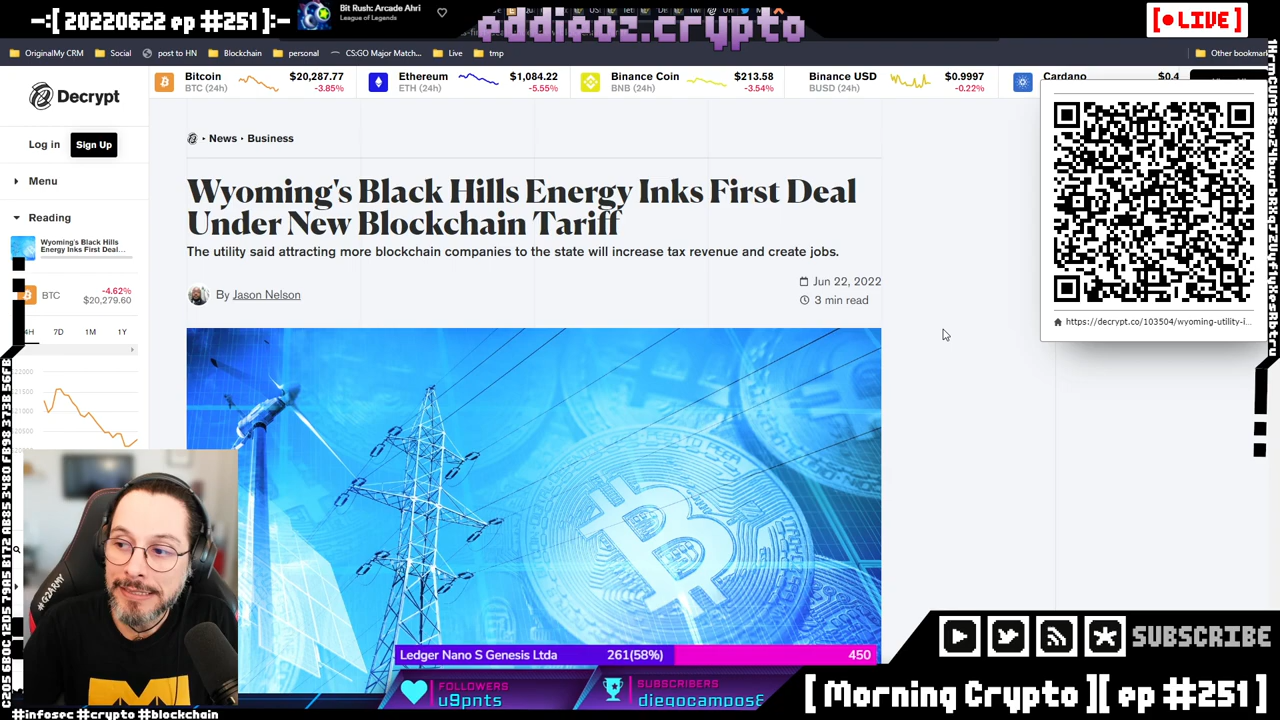 -:[ 20220622 ep #251 ]:-
Bit Rush: Arcade Ahri
League of Legends
eddieoz.crypto
[● LIVE]
OriginalMy CRM
Social
post to HN
Blockchain
personal
CS:GO Major Match...
Live
tmp
Other bookmar
Decrypt
Bitcoin $20,287.77
BTC (24h) -3.85%
Ethereum $1,084.22
ETH (24h) -5.55%
Binance Coin $213.58
BNB (24h) -3.54%
Binance USD $0.9997
BUSD (24h) -0.22%
Cardano $0.4
Log in
Sign Up
Menu
Reading
Wyoming's Black Hills
Energy Inks First Deal...
BTC
-4.62%
$20,279.60
7D 1M 1Y
News · Business
Wyoming's Black Hills Energy Inks First Deal
Under New Blockchain Tariff
The utility said attracting more blockchain companies to the state will increase tax revenue and create jobs.
By Jason Nelson
Jun 22, 2022
3 min read
https://decrypt.co/103504/wyoming-utility-i...
#G2ARMY
Ledger Nano S Genesis Ltda 261(58%) 450
FOLLOWERS
u9pnts
SUBSCRIBERS
SUBSCRIBE
[ Morning Crypto ][ ep #251 ]
#infosec #crypto #blockchain